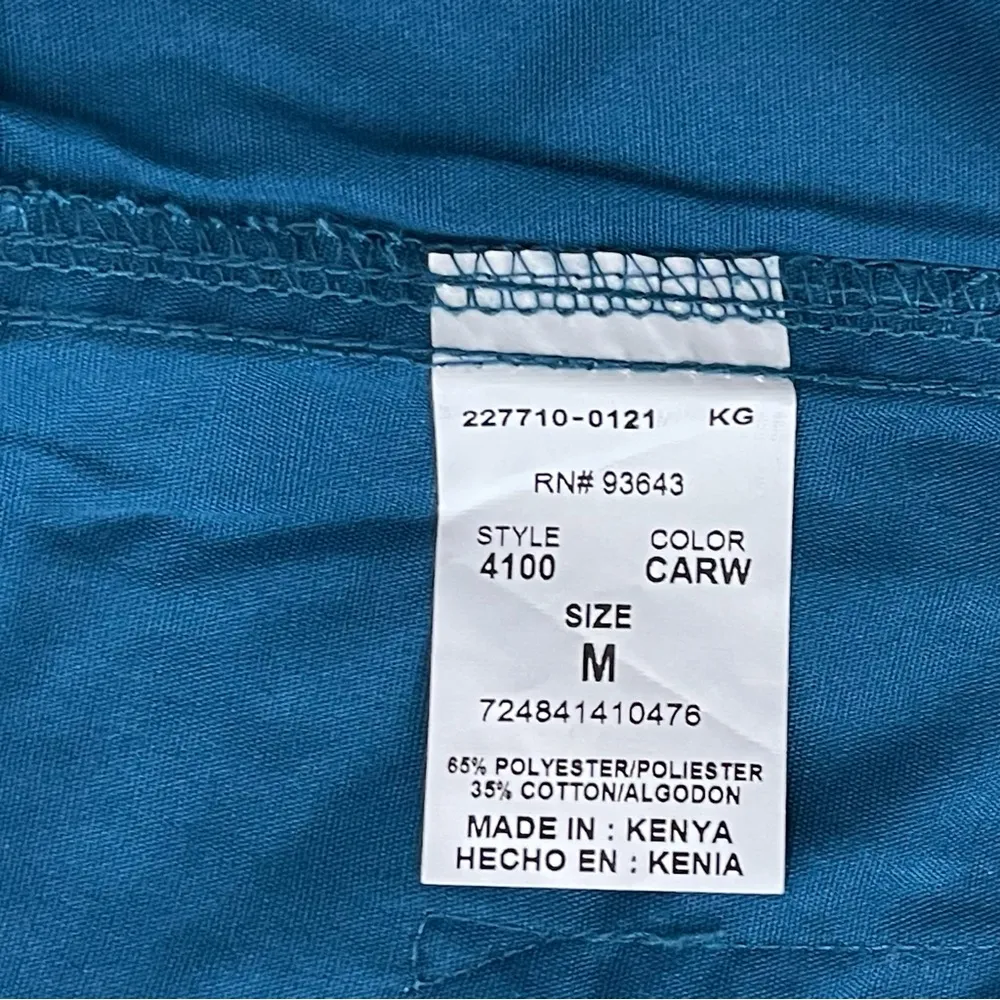 227710-0121 KG
RN# 93643
STYLE COLOR
4100 CARW
SIZE
M
724841410476
65% POLYESTER/POLIESTER
35% COTTON/ALGODON
MADE IN : KENYA
HECHO EN : KENIA